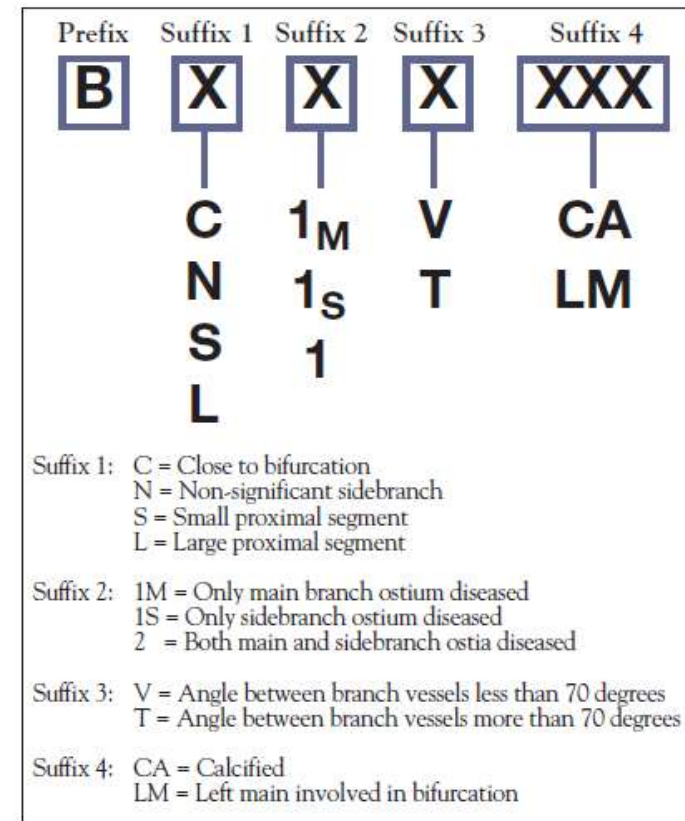 Prefix Suffix 1 Suffix 2 Suffix 3 Suffix 4
B X X X XXX
C 1M V CA
N 1S T LM
S 1
L
Suffix 1: C = Close to bifurcation
N = Non-significant sidebranch
S = Small proximal segment
L = Large proximal segment
Suffix 2: 1M = Only main branch ostium diseased
1S = Only sidebranch ostium diseased
2 = Both main and sidebranch ostia diseased
Suffix 3: V = Angle between branch vessels less than 70 degrees
T = Angle between branch vessels more than 70 degrees
Suffix 4: CA = Calcified
LM = Left main involved in bifurcation